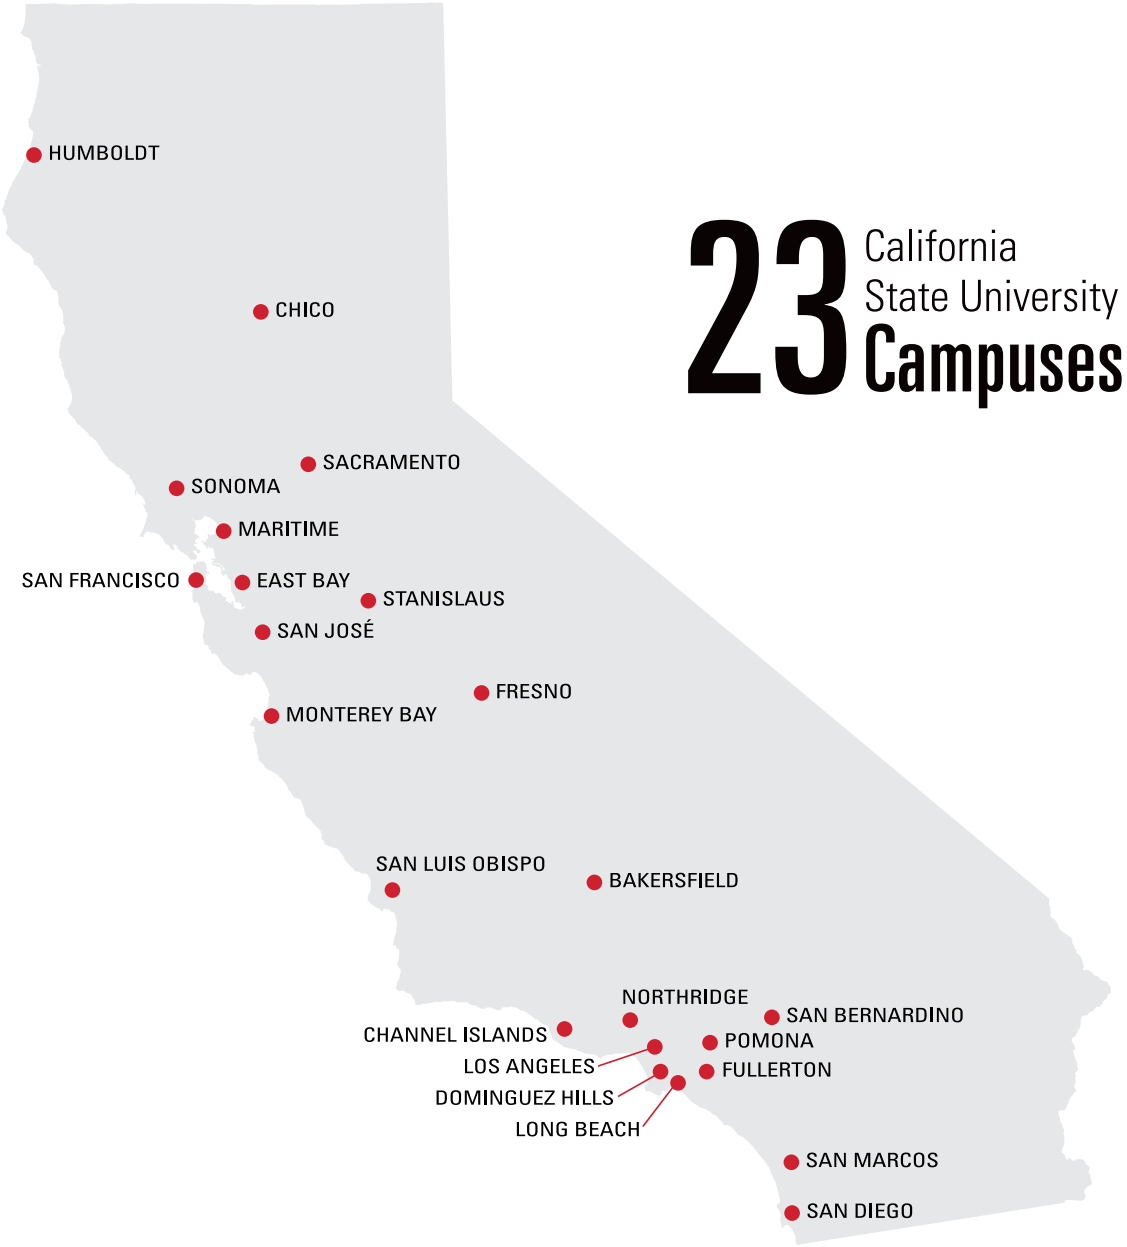 HUMBOLDT
23
California
State University
Campuses
CHICO
SACRAMENTO
SONOMA
MARITIME
SAN FRANCISCO
EAST BAY
STANISLAUS
SAN JOSÉ
FRESNO
MONTEREY BAY
SAN LUIS OBISPO
BAKERSFIELD
NORTHRIDGE
SAN BERNARDINO
CHANNEL ISLANDS
POMONA
LOS ANGELES
FULLERTON
DOMINGUEZ HILLS
LONG BEACH
SAN MARCOS
SAN DIEGO